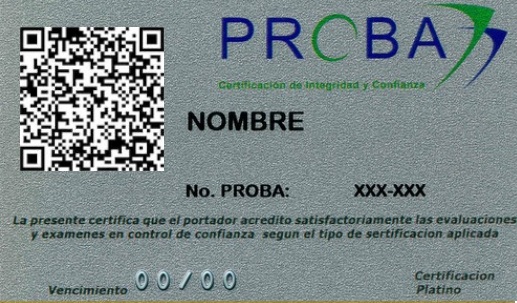 PROBA
Certificación de Integridad y Confianza
NOMBRE
No. PROBA: XXX-XXX
La presente certifica que el portador acredito satisfactoriamente las evaluaciones
y examenes en control de confianza segun el tipo de sertificacion aplicada
Vencimiento 00/00
Certificacion
Platino